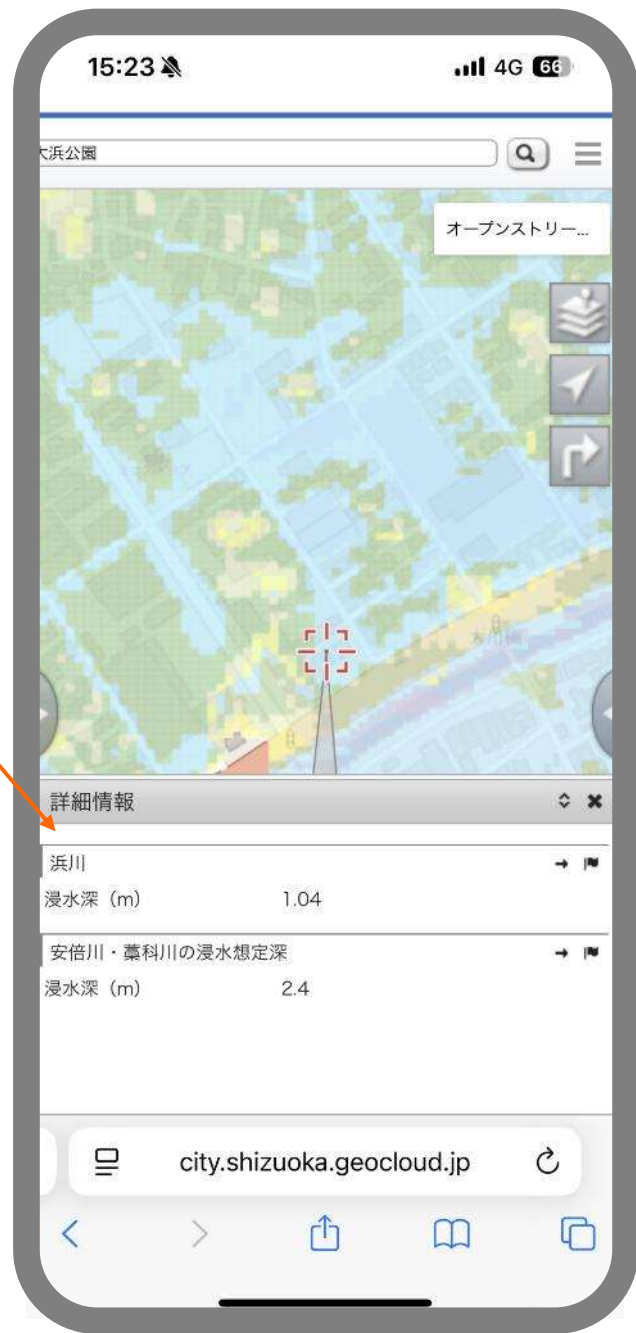 15:23
4G 66
大浜公園
オープンストリー...
詳細情報
浜川
浸水深（m） 1.04
安倍川・藁科川の浸水想定深
浸水深（m） 2.4
city.shizuoka.geocloud.jp